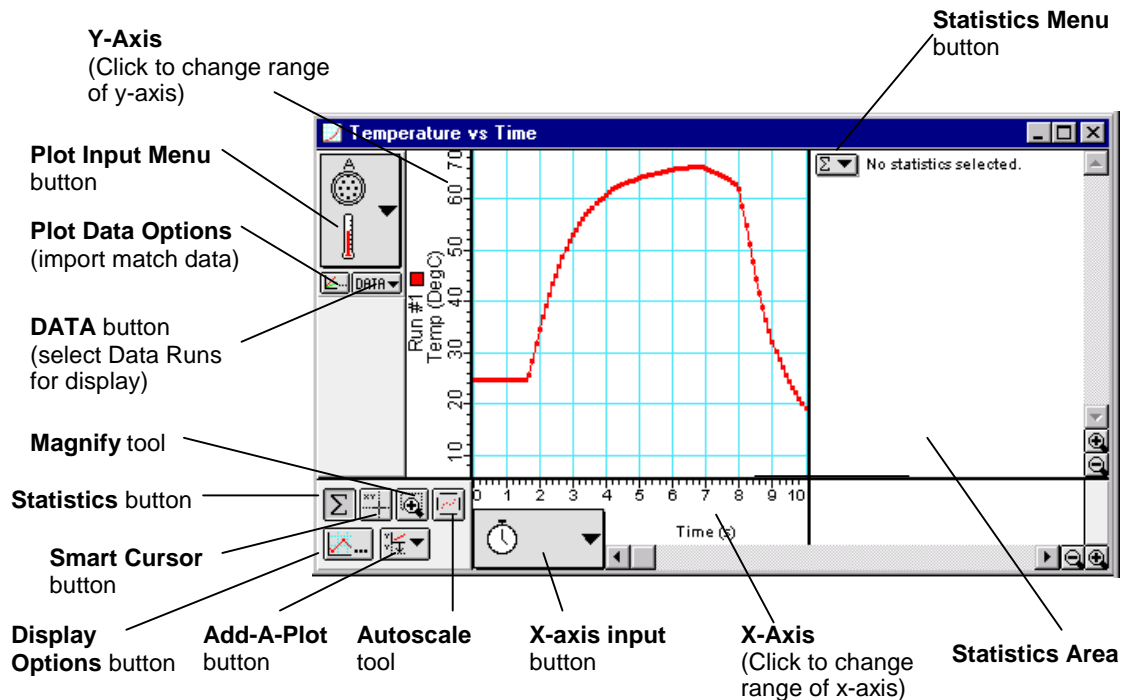 Statistics Menu
button
Y-Axis
(Click to change range
of y-axis)
Temperature vs Time
Plot Input Menu
button
A
Σ
No statistics selected.
Plot Data Options
(import match data)
DATA
DATA button
(select Data Runs
for display)
Run #1
Temp (DegC)
70
60
50
40
30
20
10
Magnify tool
Statistics button
Σ
XY
0 1 2 3 4 5 6 7 8 9 10
Time (s)
Smart Cursor
button
Display
Options button
Add-A-Plot
button
Autoscale
tool
X-axis input
button
X-Axis
(Click to change
range of x-axis)
Statistics Area